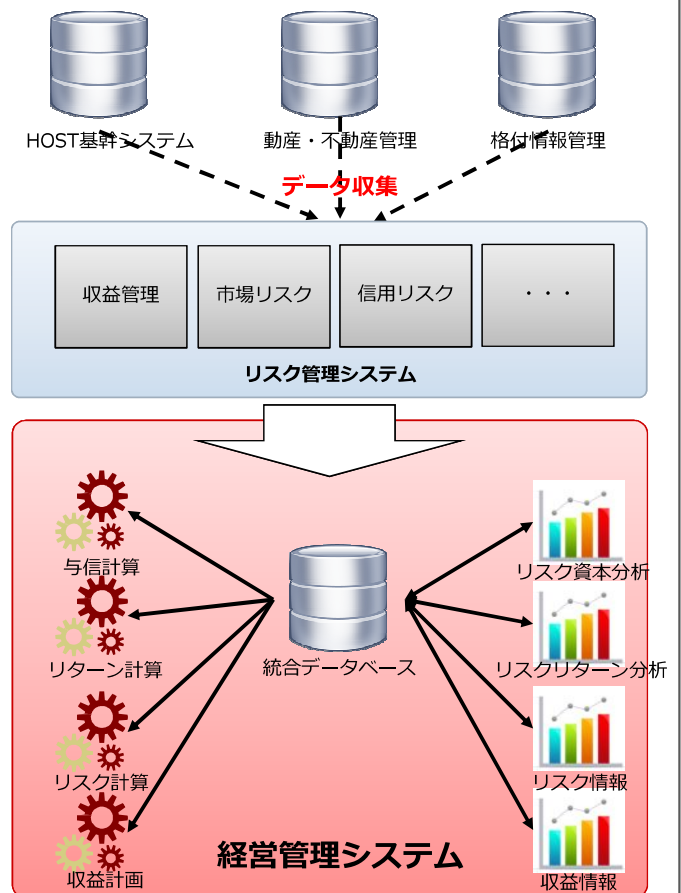 HOST基幹システム
動産・不動産管理
格付情報管理
データ収集
収益管理
市場リスク
信用リスク
・・・
リスク管理システム
与信計算
リターン計算
リスク計算
収益計画
統合データベース
リスク資本分析
リスクリターン分析
リスク情報
収益情報
経営管理システム